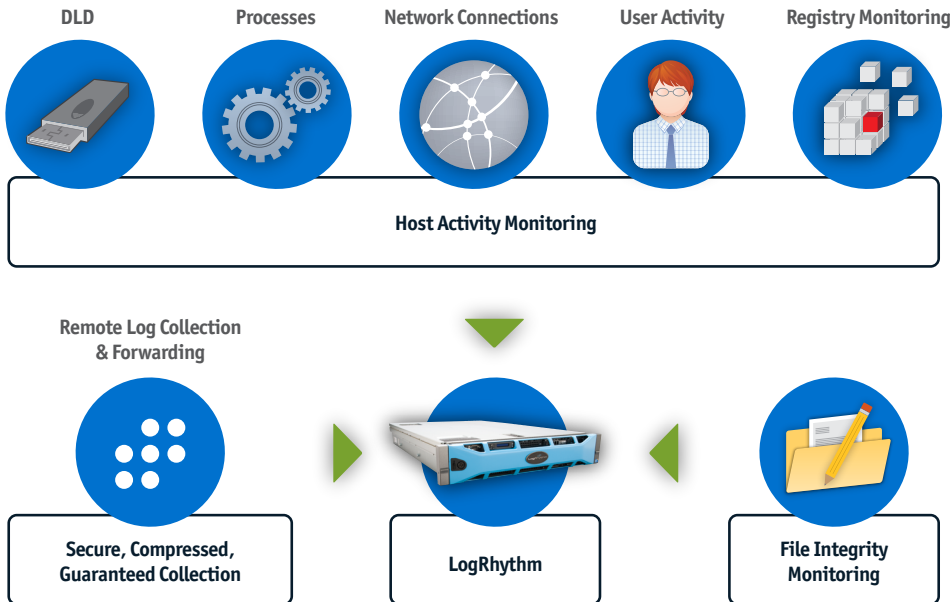 DLD
Processes
Network Connections
User Activity
Registry Monitoring
Host Activity Monitoring
Remote Log Collection
& Forwarding
Secure, Compressed,
Guaranteed Collection
LogRhythm
File Integrity
Monitoring